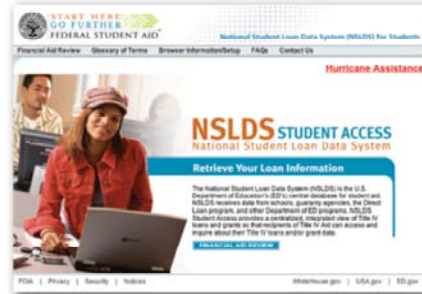 START HERE
GO FURTHER
FEDERAL STUDENT AID
National Student Loan Data System (NSLDS) for Students
Financial Aid Review Glossary of Terms Browser Information/Setup FAQs Contact Us
Hurricane Assistance
NSLDS STUDENT ACCESS
National Student Loan Data System
Retrieve Your Loan Information
The National Student Loan Data System (NSLDS) is the U.S.
Department of Education's (ED's) central database for student aid.
NSLDS receives data from schools, guaranty agencies, the Direct
Loan program, and other Department of ED programs. NSLDS
Student Access provides a centralized, integrated view of Title IV
loans and grants so that recipients of Title IV Aid can access and
inquire about their Title IV loans and/or grant data.
FINANCIAL AID REVIEW
FOIA | Privacy | Security | Notices WhiteHouse.gov | USA.gov | ED.gov